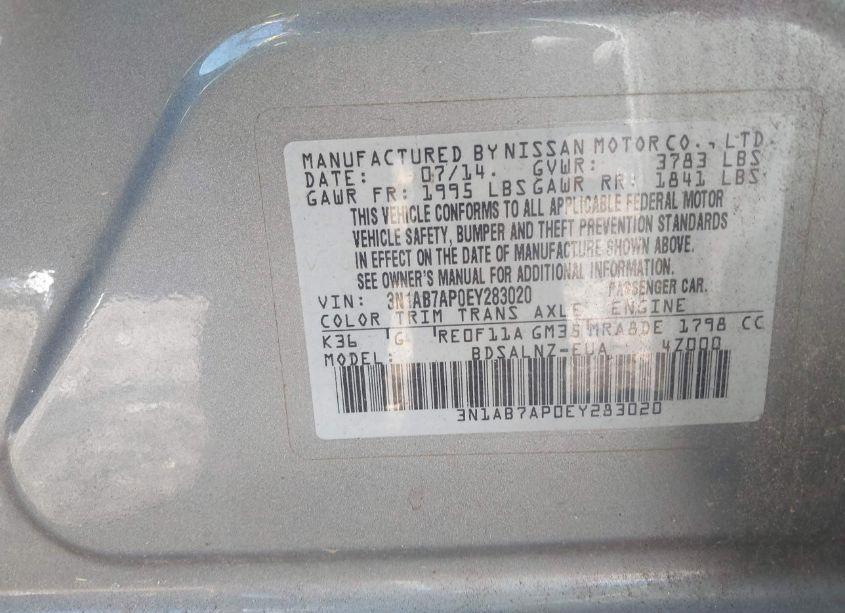 MANUFACTURED BY NISSAN MOTOR CO., LTD.
DATE: 07/14. GVWR: 3783 LBS
GAWR FR: 1995 LBS GAWR RR: 1841 LBS
THIS VEHICLE CONFORMS TO ALL APPLICABLE FEDERAL MOTOR
VEHICLE SAFETY, BUMPER AND THEFT PREVENTION STANDARDS
IN EFFECT ON THE DATE OF MANUFACTURE SHOWN ABOVE.
SEE OWNER'S MANUAL FOR ADDITIONAL INFORMATION.
PASSENGER CAR.
VIN: 3N1AB7AP0EY283020
COLOR TRIM TRANS AXLE ENGINE
K36 G RE0F11A GM38 MRA8DE 1798 CC
MODEL: BDSALNZ-EUA 4Z000
3N1AB7AP0EY283020